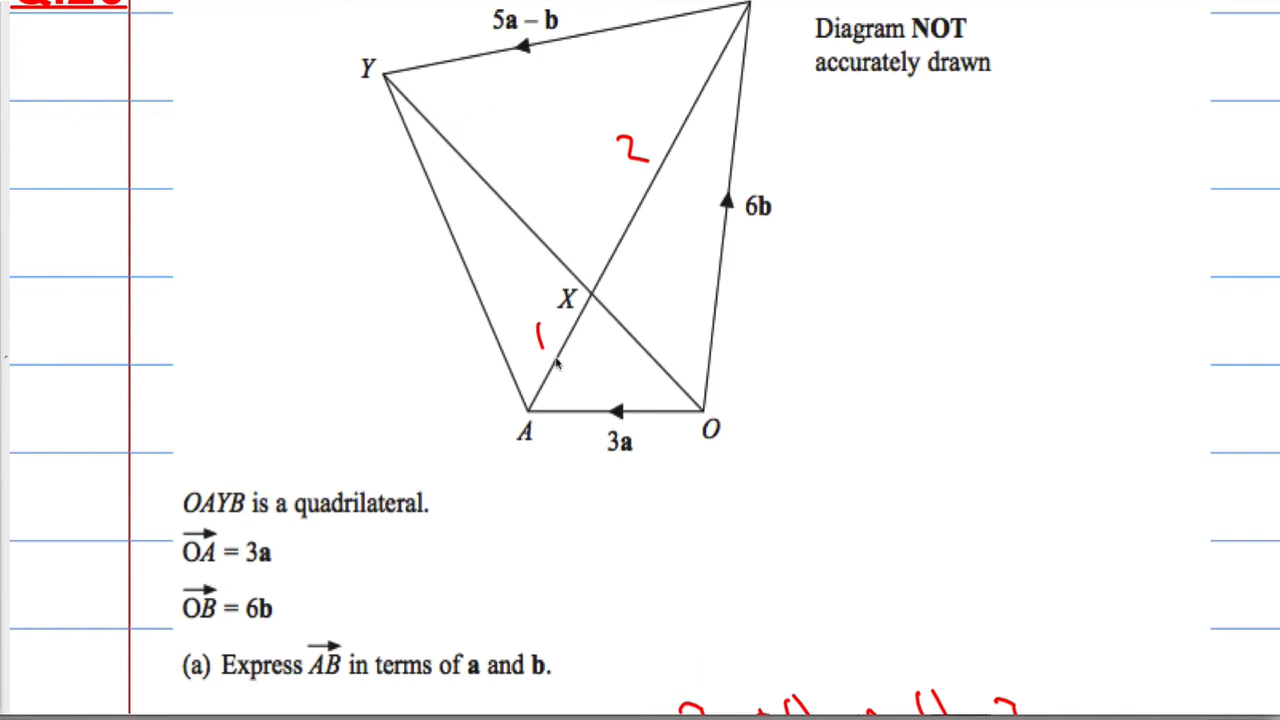 5a – b
Diagram NOT
accurately drawn
Y
2
6b
X
1
A
O
3a
OAYB is a quadrilateral.
OA = 3a
OB = 6b
(a) Express AB in terms of a and b.